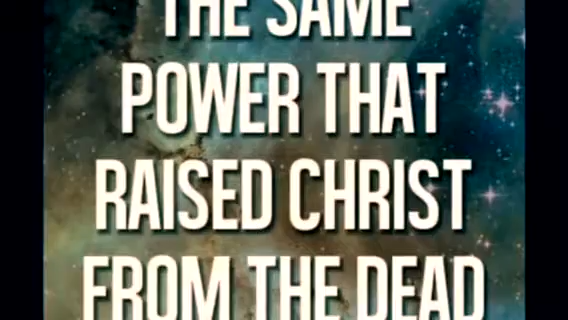 THE SAME
POWER THAT
RAISED CHRIST
FROM THE DEAD